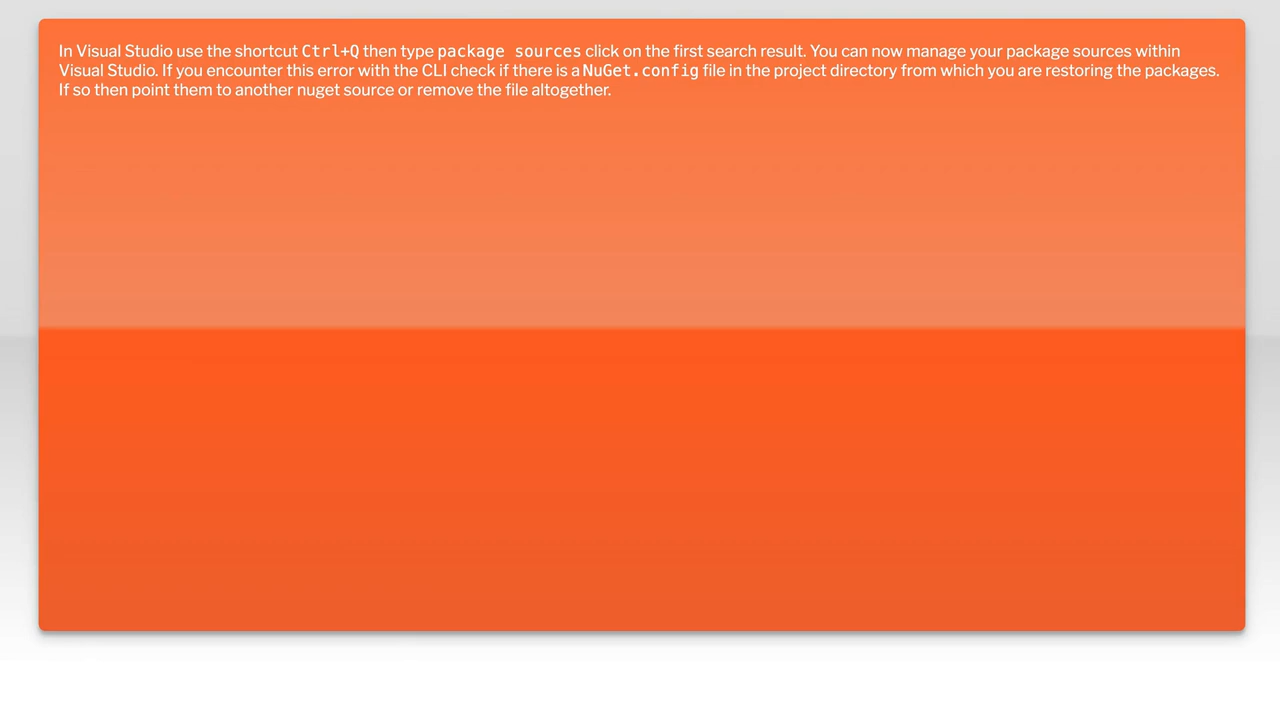 In Visual Studio use the shortcut Ctrl+Q then type package sources click on the first search result. You can now manage your package sources within
Visual Studio. If you encounter this error with the CLI check if there is a NuGet.config file in the project directory from which you are restoring the packages.
If so then point them to another nuget source or remove the file altogether.